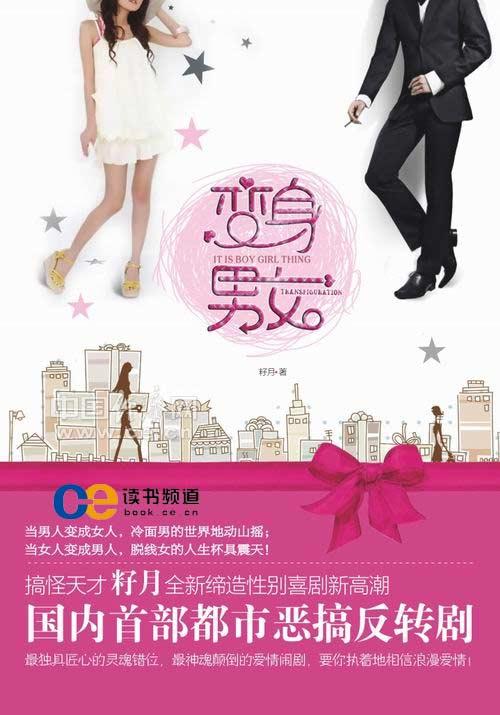 变身
IT IS BOY GIRL THING
男女
TRANSFIGURATION
籽月·著
ce 读书频道
book.ce.cn
当男人变成女人，冷面男的世界地动山摇；
当女人变成男人，脱线女的人生杯具震天！
搞怪天才 籽月 全新缔造性别喜剧新高潮
国内首部都市恶搞反转剧
最独具匠心的灵魂错位，最神魂颠倒的爱情闹剧，要你执着地相信浪漫爱情！